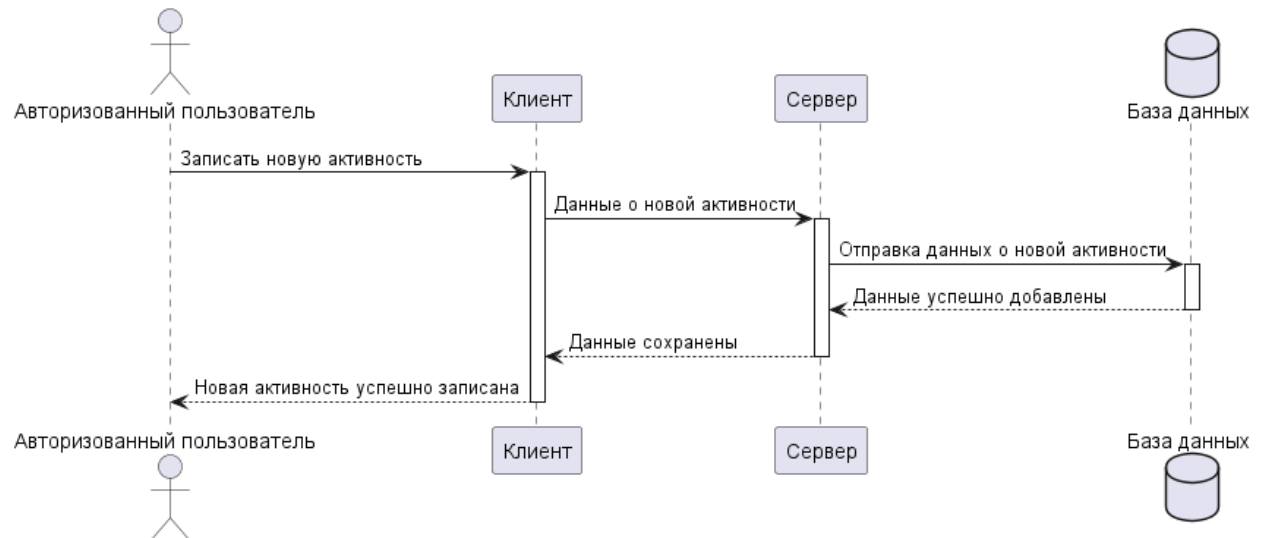 Авторизованный пользователь
Клиент
Сервер
База данных
Записать новую активность
Данные о новой активности
Отправка данных о новой активности
Данные успешно добавлены
Данные сохранены
Новая активность успешно записана
Авторизованный пользователь
Клиент
Сервер
База данных